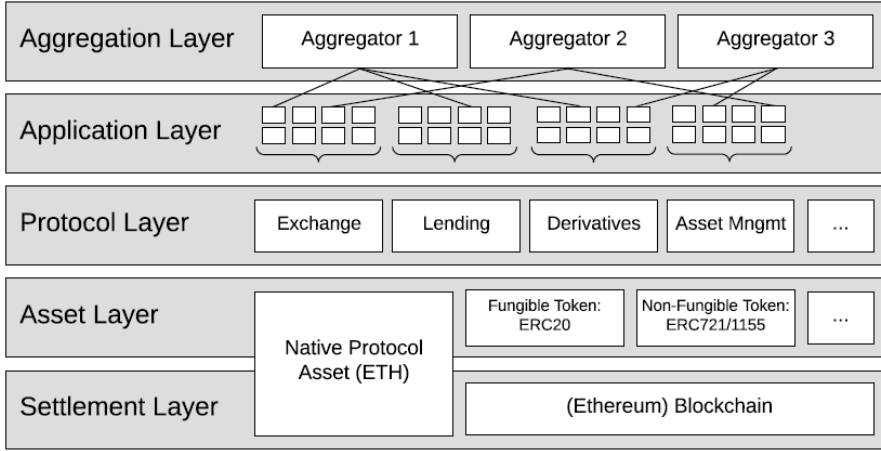 Aggregation Layer
Aggregator 1
Aggregator 2
Aggregator 3
Application Layer
Protocol Layer
Exchange
Lending
Derivatives
Asset Mngmt
...
Asset Layer
Native Protocol
Asset (ETH)
Fungible Token:
ERC20
Non-Fungible Token:
ERC721/1155
...
Settlement Layer
(Ethereum) Blockchain